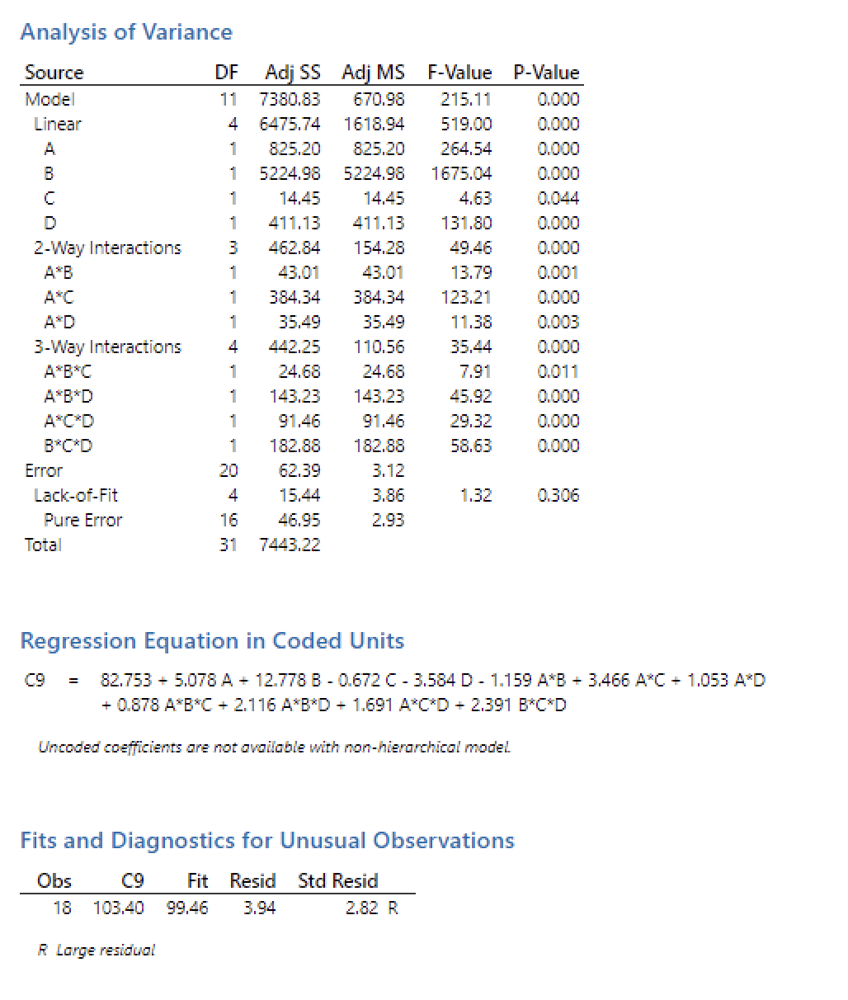 Analysis of Variance
Source DF Adj SS Adj MS F-Value P-Value
Model 11 7380.83 670.98 215.11 0.000
Linear 4 6475.74 1618.94 519.00 0.000
A 1 825.20 825.20 264.54 0.000
B 1 5224.98 5224.98 1675.04 0.000
C 1 14.45 14.45 4.63 0.044
D 1 411.13 411.13 131.80 0.000
2-Way Interactions 3 462.84 154.28 49.46 0.000
A*B 1 43.01 43.01 13.79 0.001
A*C 1 384.34 384.34 123.21 0.000
A*D 1 35.49 35.49 11.38 0.003
3-Way Interactions 4 442.25 110.56 35.44 0.000
A*B*C 1 24.68 24.68 7.91 0.011
A*B*D 1 143.23 143.23 45.92 0.000
A*C*D 1 91.46 91.46 29.32 0.000
B*C*D 1 182.88 182.88 58.63 0.000
Error 20 62.39 3.12
Lack-of-Fit 4 15.44 3.86 1.32 0.306
Pure Error 16 46.95 2.93
Total 31 7443.22
Regression Equation in Coded Units
C9 = 82.753 + 5.078 A + 12.778 B - 0.672 C - 3.584 D - 1.159 A*B + 3.466 A*C + 1.053 A*D
+ 0.878 A*B*C + 2.116 A*B*D + 1.691 A*C*D + 2.391 B*C*D
Uncoded coefficients are not available with non-hierarchical model.
Fits and Diagnostics for Unusual Observations
Obs C9 Fit Resid Std Resid
18 103.40 99.46 3.94 2.82 R
R Large residual